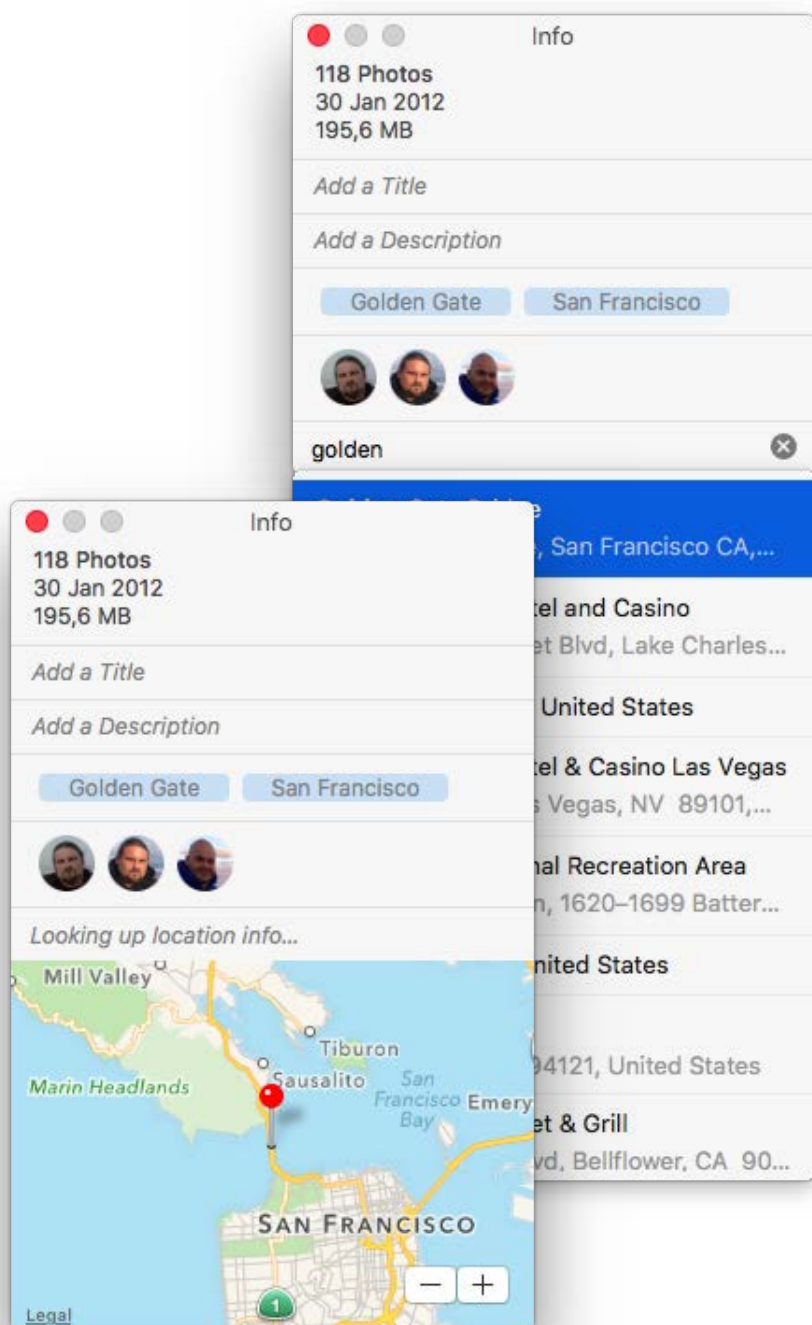 Info
118 Photos
30 Jan 2012
195,6 MB
Add a Title
Add a Description
Golden Gate San Francisco
golden
San Francisco CA,...
tel and Casino
et Blvd, Lake Charles...
United States
tel & Casino Las Vegas
s Vegas, NV 89101,...
nal Recreation Area
n, 1620–1699 Batter...
nited States
94121, United States
et & Grill
vd, Bellflower, CA 90...
Info
118 Photos
30 Jan 2012
195,6 MB
Add a Title
Add a Description
Golden Gate San Francisco
Looking up location info...
Mill Valley
Tiburon
Sausalito
Marin Headlands
San
Francisco
Bay
Emery
SAN FRANCISCO
1
− +
Legal